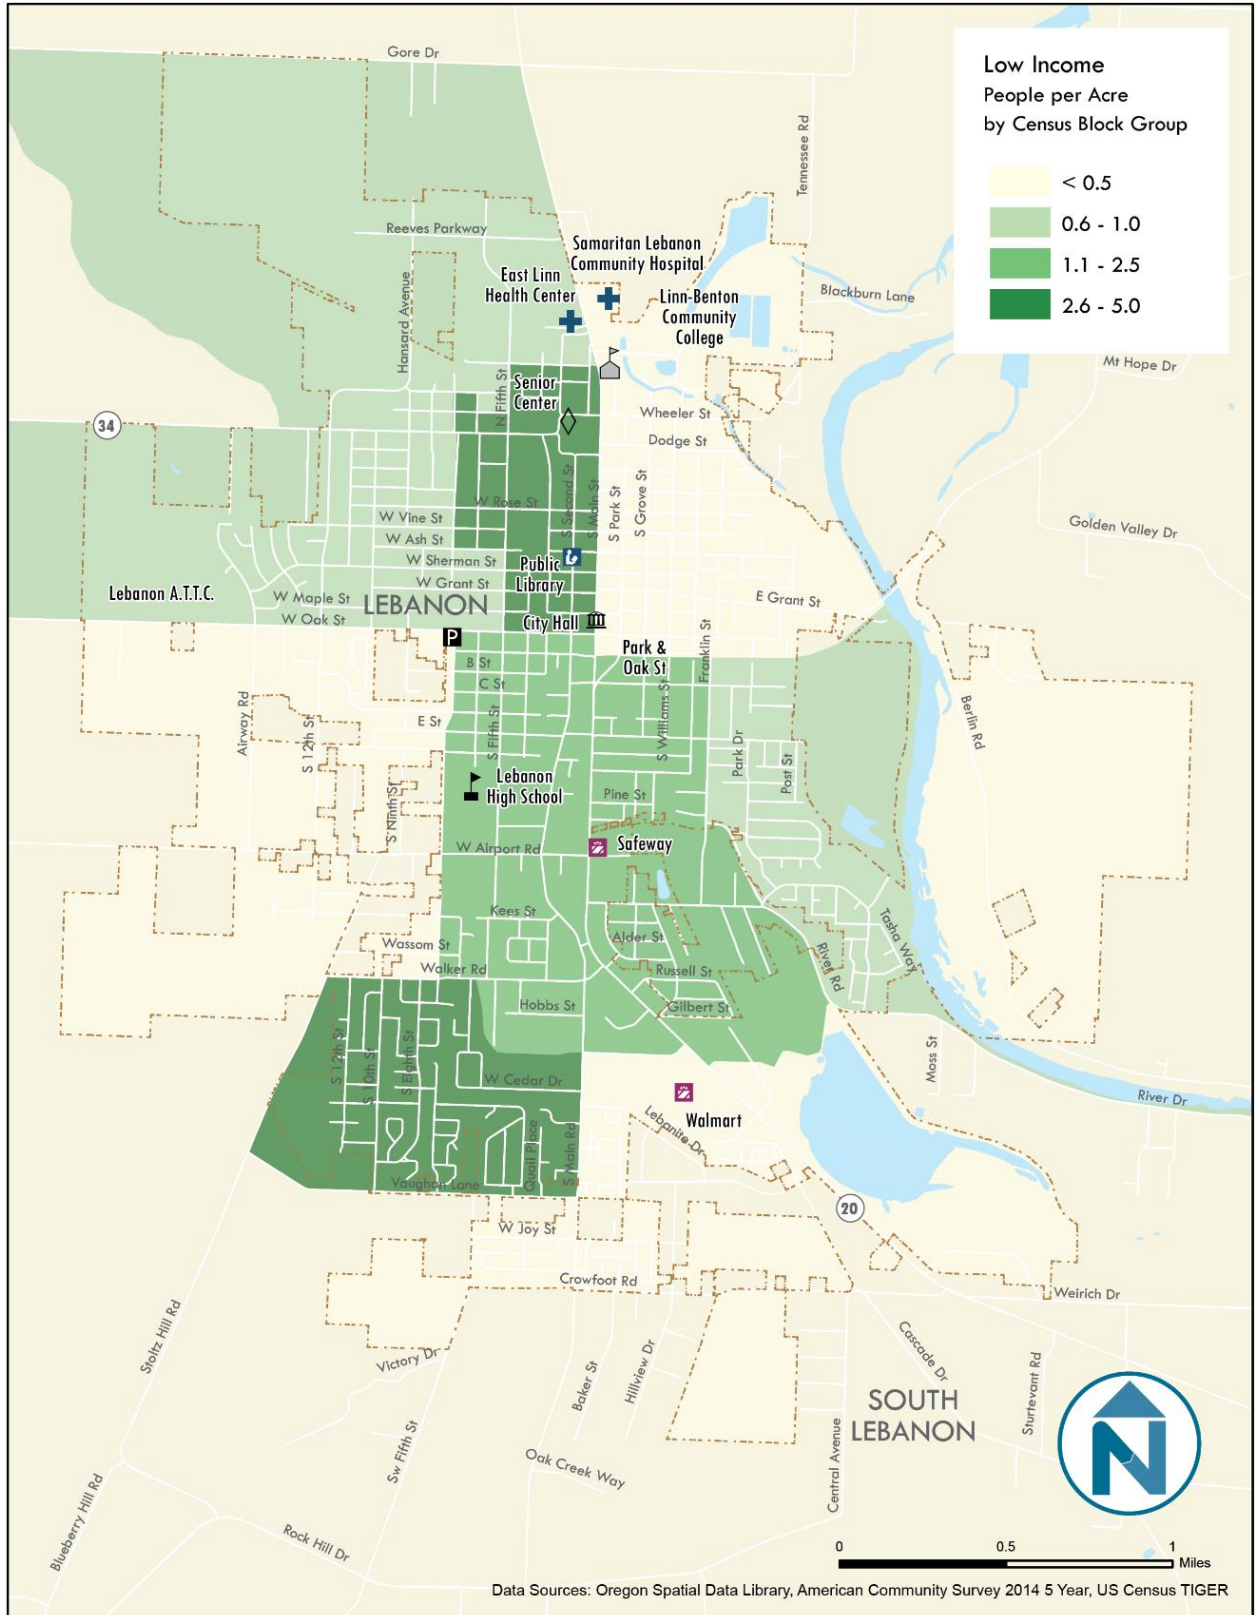 Gore Dr
Low Income
People per Acre
by Census Block Group
< 0.5
0.6 - 1.0
1.1 - 2.5
2.6 - 5.0
Tennessee Rd
Reeves Parkway
Samaritan Lebanon
Community Hospital
East Linn
Health Center
Linn-Benton
Community
College
Blackburn Lane
Hansard Avenue
Mt Hope Dr
N Fifth St
Senior
Center
Wheeler St
Dodge St
34
S Second St
S Main St
S Park St
S Grove St
W Rose St
W Vine St
W Ash St
Golden Valley Dr
W Sherman St
Public
Library
W Grant St
Lebanon A.T.T.C.
W Maple St
LEBANON
E Grant St
W Oak St
City Hall
P
Park &
Oak St
Franklin St
B St
C St
S Williams St
Airway Rd
S 12th St
E St
S Fifth St
Park Dr
Post St
Berlin Rd
Lebanon
High School
Pine St
S Ninth St
W Airport Rd
Safeway
Kees St
Alder St
Tasha Way
Wassom St
Walker Rd
Russell St
River Rd
Hobbs St
Gilbert St
S 12th St
S 10th St
S Eighth St
W Cedar Dr
Moss St
River Dr
Walmart
Lebanite Dr
Quail Place
S Main Rd
Vaughan Lane
20
W Joy St
Crowfoot Rd
Weirich Dr
Stoltz Hill Rd
Victory Dr
Baker St
Hillview Dr
Cascade Dr
Sturtevant Rd
SOUTH
LEBANON
Sw Fifth St
Oak Creek Way
Central Avenue
Blueberry Hill Rd
Rock Hill Dr
N
0 0.5 1
Miles
Data Sources: Oregon Spatial Data Library, American Community Survey 2014 5 Year, US Census TIGER